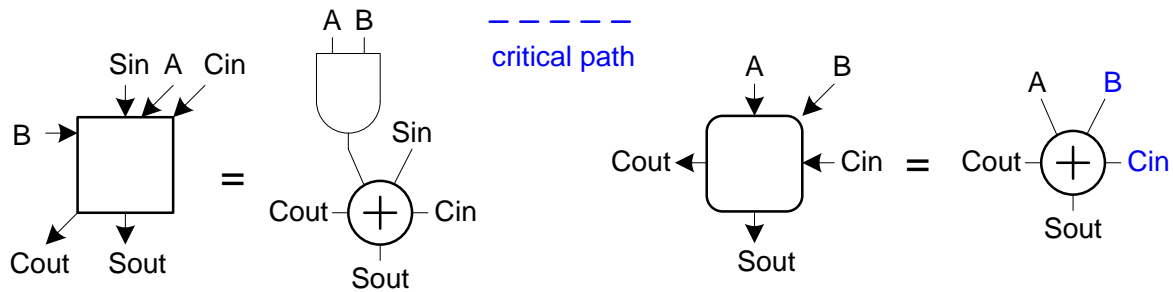 A B
critical path
Sin A Cin
A B
A B
B
Sin
Cout Cin
=
Cout Cin
=
Cout + Cin
+
Sout
Cout Sout
Sout
Sout